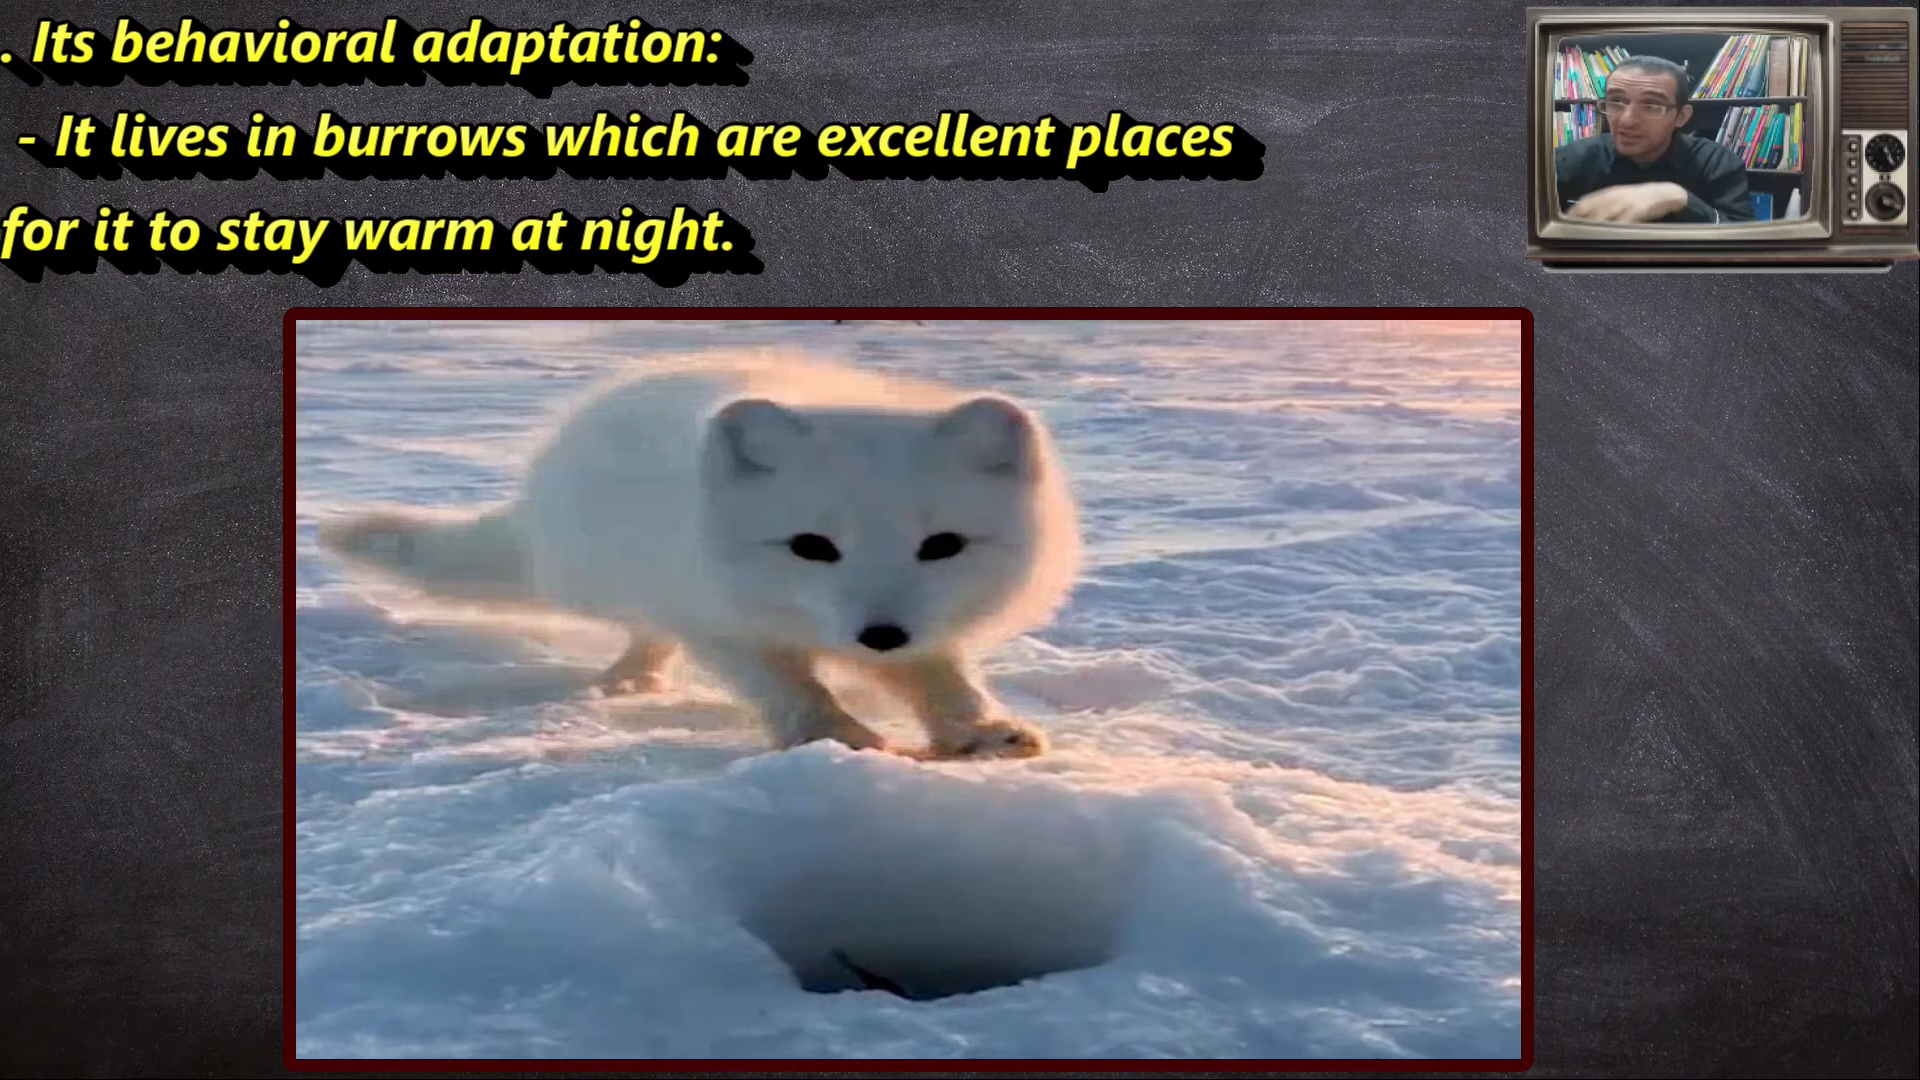 . Its behavioral adaptation:
- It lives in burrows which are excellent places
for it to stay warm at night.